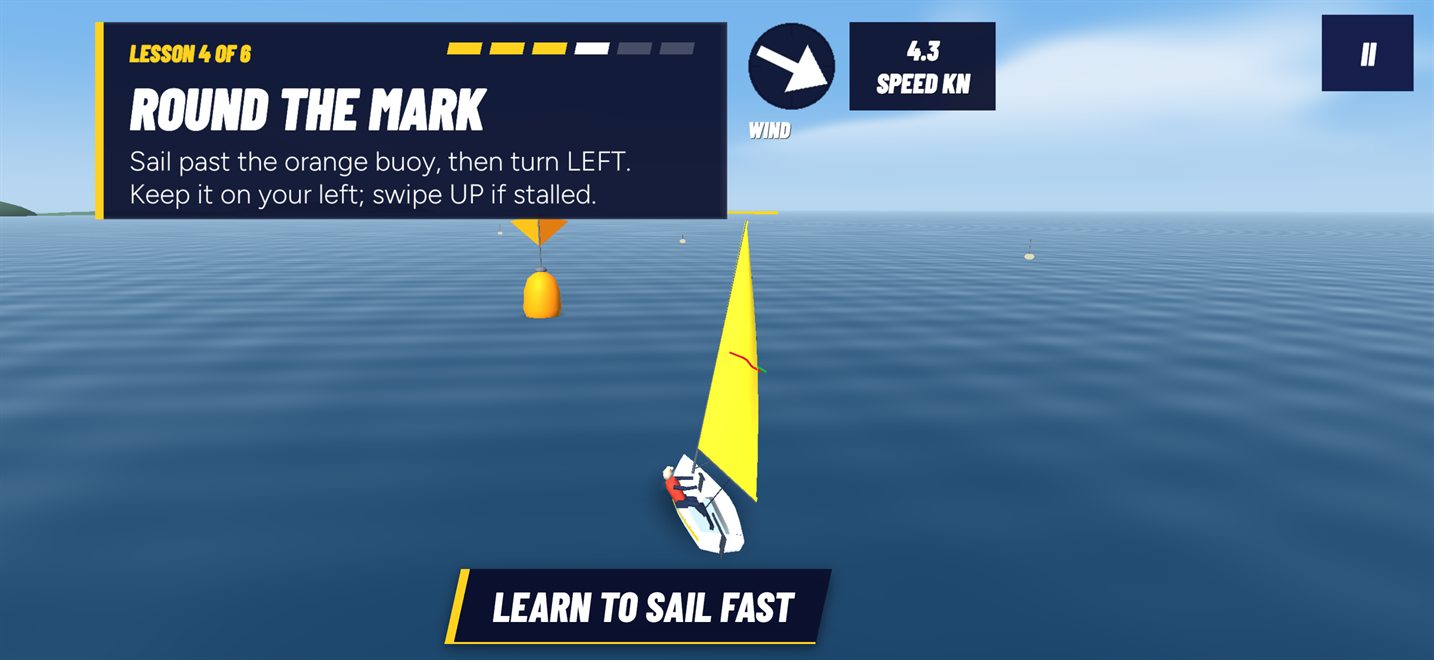 LESSON 4 OF 6
ROUND THE MARK
Sail past the orange buoy, then turn LEFT.
Keep it on your left; swipe UP if stalled.
WIND
4.3
SPEED KN
LEARN TO SAIL FAST